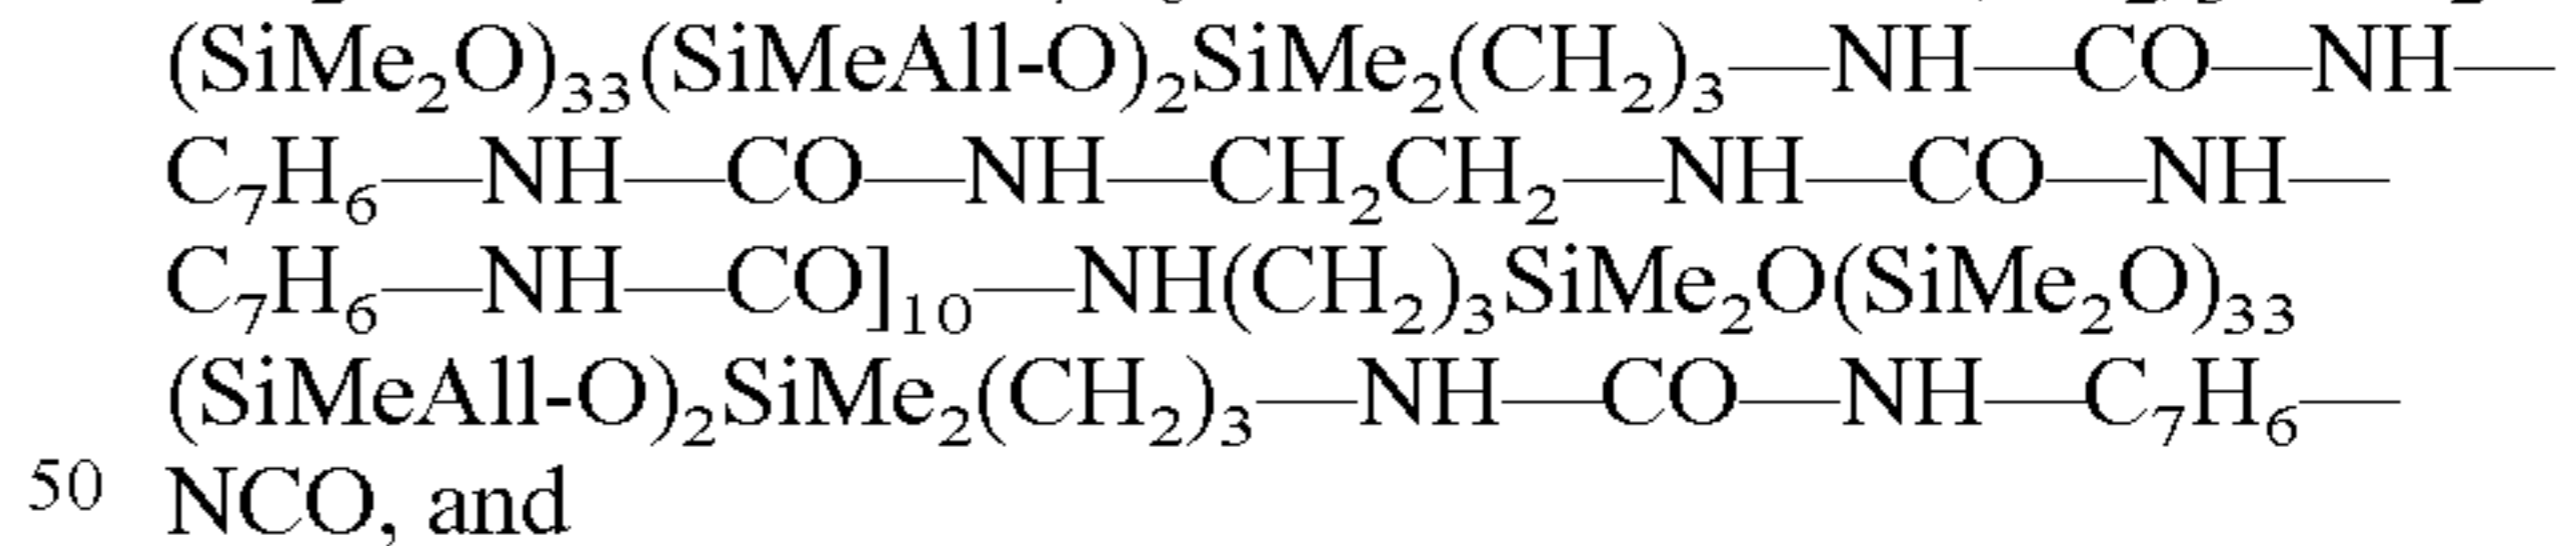 (SiMe₂O)₃₃(SiMeAll-O)₂SiMe₂(CH₂)₃—NH—CO—NH—
C₇H₆—NH—CO—NH—CH₂CH₂—NH—CO—NH—
C₇H₆—NH—CO]₁₀—NH(CH₂)₃SiMe₂O(SiMe₂O)₃₃
(SiMeAll-O)₂SiMe₂(CH₂)₃—NH—CO—NH—C₇H₆—
50 NCO, and